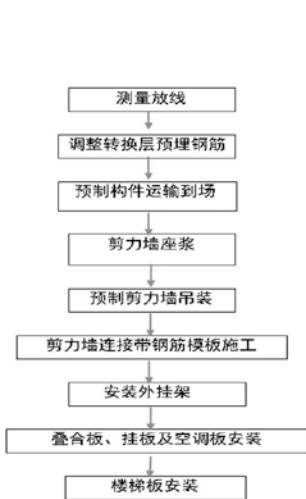 测量放线
调整转换层预埋钢筋
预制构件运输到场
剪力墙座浆
预制剪力墙吊装
剪力墙连接带钢筋模板施工
安装外挂架
叠合板、挂板及空调板安装
楼梯板安装